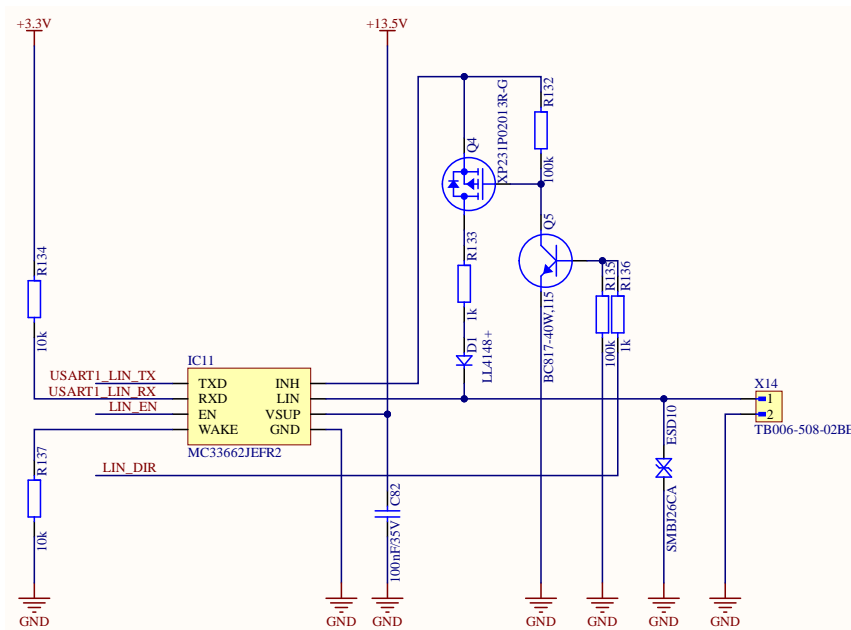 +3.3V
+13.5V
R132
100k
XP231P02013R-G
Q4
Q5
BC817-40W,115
R133
1k
D1
LL4148+
R135
100k
R136
1k
R134
10k
IC11
USART1_LIN_TX
USART1_LIN_RX
LIN_EN
TXD
RXD
EN
WAKE
INH
LIN
VSUP
GND
MC33662JEFR2
X14
1
2
TB006-508-02BE
ESD10
SMBJ26CA
LIN_DIR
R137
10k
C82
100nF/35V
GND
GND
GND
GND
GND
GND
GND